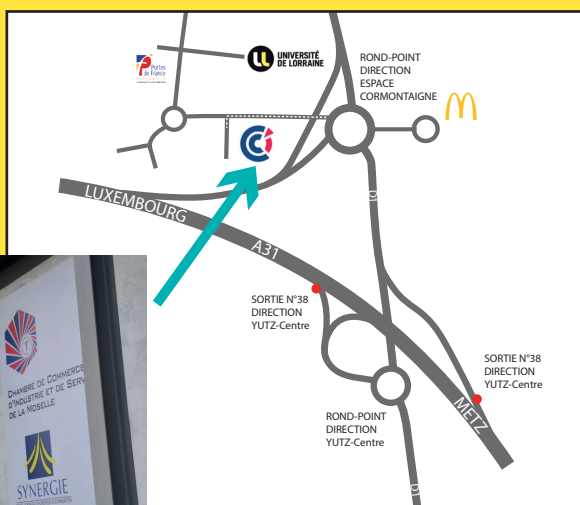 Portes
de France
UNIVERSITÉ
DE LORRAINE
ROND-POINT
DIRECTION
ESPACE
CORMONTAIGNE
LUXEMBOURG
A31
D1
SORTIE N°38
DIRECTION
YUTZ-Centre
SORTIE N°38
DIRECTION
YUTZ-Centre
METZ
ROND-POINT
DIRECTION
YUTZ-Centre
D1
CHAMBRE DE COMMERCE
D'INDUSTRIE ET DE SERV
DE LA MOSELLE
SYNERGIE